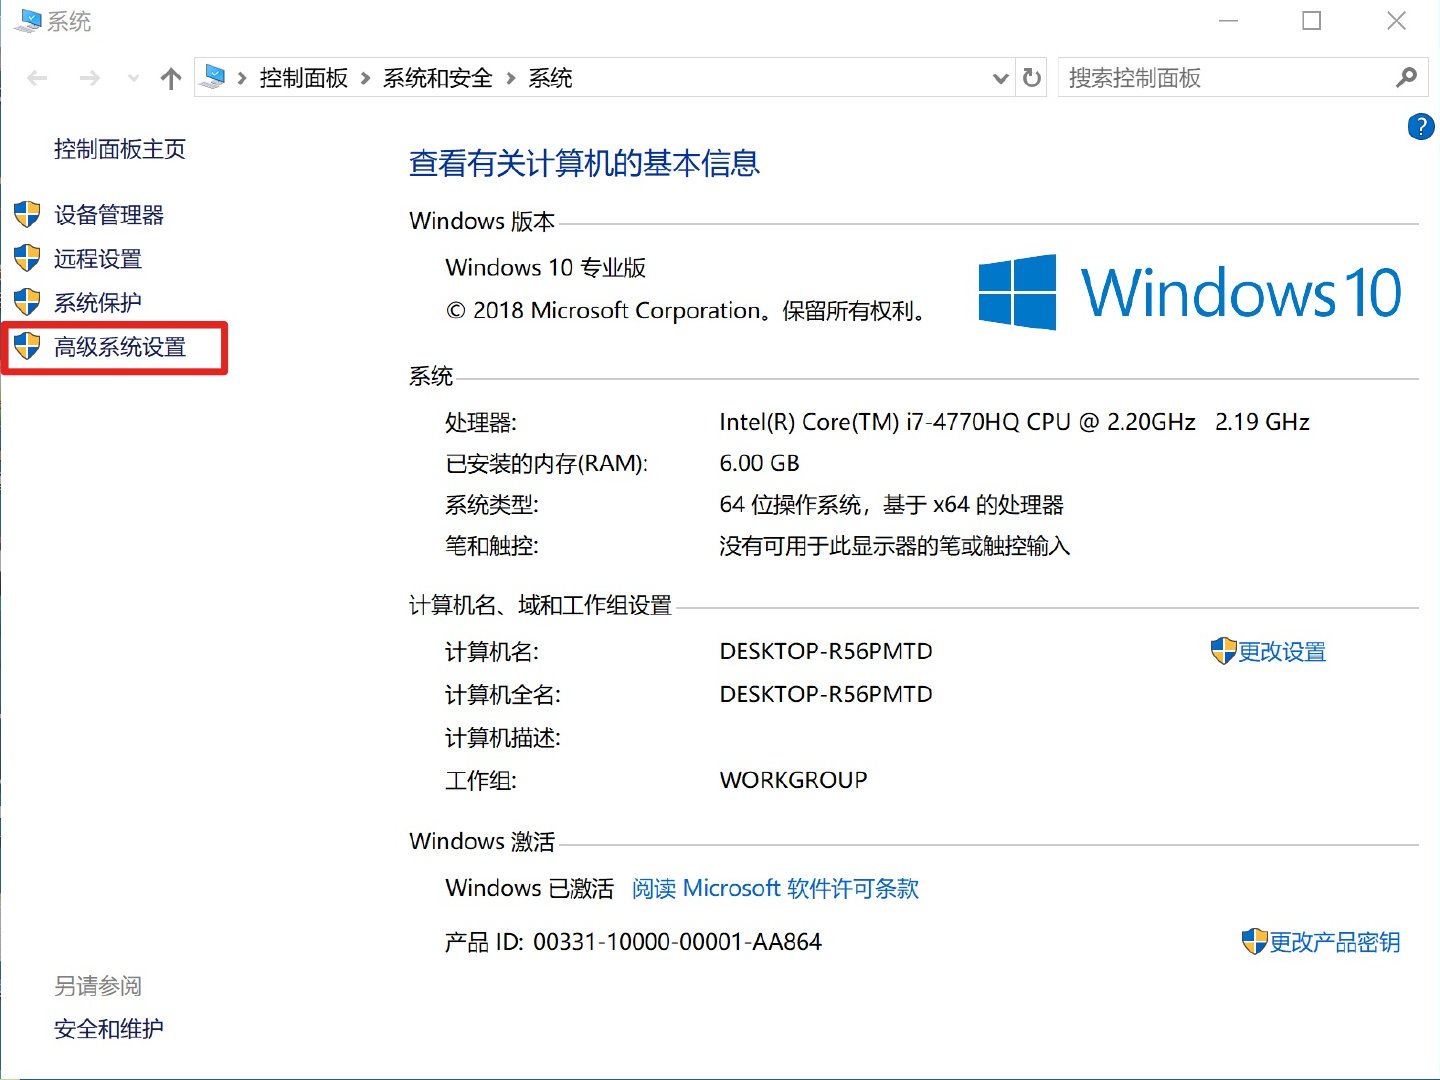 系统
控制面板 系统和安全 系统
搜索控制面板
控制面板主页
设备管理器
远程设置
系统保护
高级系统设置
查看有关计算机的基本信息
Windows 版本
Windows 10 专业版
© 2018 Microsoft Corporation。保留所有权利。
Windows 10
系统
处理器: Intel(R) Core(TM) i7-4770HQ CPU @ 2.20GHz 2.19 GHz
已安装的内存(RAM): 6.00 GB
系统类型: 64 位操作系统，基于 x64 的处理器
笔和触控: 没有可用于此显示器的笔或触控输入
计算机名、域和工作组设置
计算机名: DESKTOP-R56PMTD 更改设置
计算机全名: DESKTOP-R56PMTD
计算机描述:
工作组: WORKGROUP
Windows 激活
Windows 已激活 阅读 Microsoft 软件许可条款
产品 ID: 00331-10000-00001-AA864 更改产品密钥
另请参阅
安全和维护